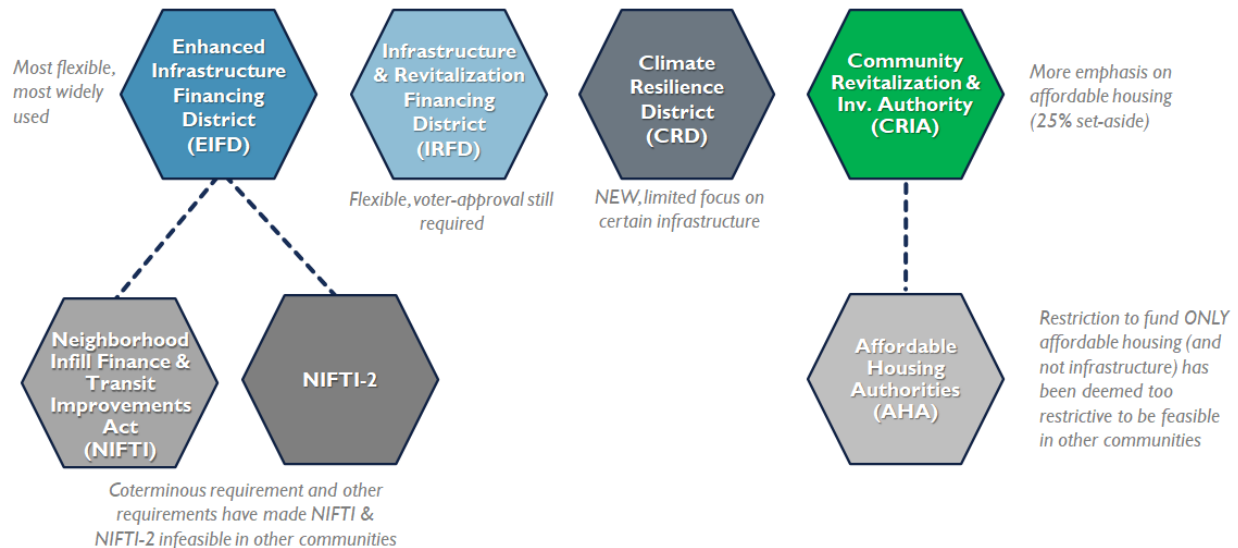 Most flexible,
most widely
used
Enhanced
Infrastructure
Financing
District
(EIFD)
Infrastructure
& Revitalization
Financing
District
(IRFD)
Flexible, voter-approval still
required
Climate
Resilience
District
(CRD)
NEW, limited focus on
certain infrastructure
Community
Revitalization &
Inv. Authority
(CRIA)
More emphasis on
affordable housing
(25% set-aside)
Neighborhood
Infill Finance &
Transit
Improvements
Act
(NIFTI)
NIFTI-2
Coterminous requirement and other
requirements have made NIFTI &
NIFTI-2 infeasible in other communities
Affordable
Housing
Authorities
(AHA)
Restriction to fund ONLY
affordable housing (and
not infrastructure) has
been deemed too
restrictive to be feasible
in other communities